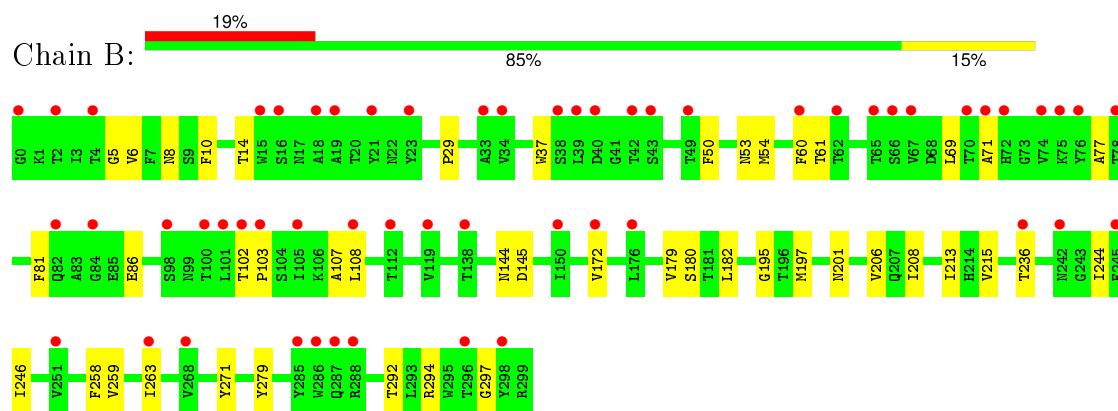 19%
Chain B:
85% 15%
G0 K1 T2 I3 T4 G5 V6 F7 N8 S9 F10 T14 W15 S16 N17 A18 A19 T20 Y21 N22 Y23 P29 A33 V34 W37 S38 L39 D40 G41 T42 S43 T49 F50 N53 M54 F60 T61 T62 T65 S66 V67 D68 L69 T70 A71 H72 G73 V74 K75 Y76 A77 T78
F81 Q82 A83 G84 E85 E86 S98 N99 T100 L101 T102 P103 S104 I105 K106 A107 L108 T112 V119 T138 N144 D145 I150 V172 L176 V179 S180 T181 L182 G195 T196 M197 N201 V206 Q207 I208 I213 H214 V215 T236 N242 G243 I244 E245
I246 V251 F258 V259 I263 V268 Y271 Y279 Y285 W286 Q287 R288 T292 L293 R294 W295 T296 G297 Y298 R299